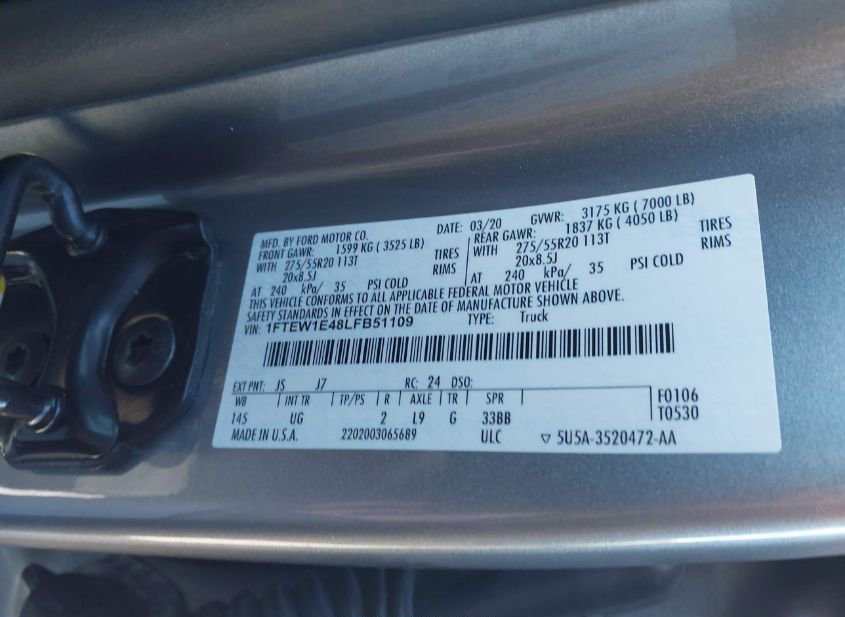 MFD. BY FORD MOTOR CO. DATE: 03/20 GVWR: 3175 KG ( 7000 LB)
FRONT GAWR: 1599 KG ( 3525 LB) REAR GAWR: 1837 KG ( 4050 LB)
WITH 275/55R20 113T TIRES WITH 275/55R20 113T TIRES
20x8.5J RIMS 20x8.5J RIMS
AT 240 kPa/ 35 PSI COLD AT 240 kPa/ 35 PSI COLD
THIS VEHICLE CONFORMS TO ALL APPLICABLE FEDERAL MOTOR VEHICLE
SAFETY STANDARDS IN EFFECT ON THE DATE OF MANUFACTURE SHOWN ABOVE.
VIN: 1FTEW1E48LFB51109 TYPE: Truck
EXT PNT: JS J7 RC: 24 DSO:
WB INT TR TP/PS R AXLE TR SPR F0106
145 UG 2 L9 G 33BB T0530
MADE IN U.S.A. 2202003065689 ULC ▽ 5U5A-3520472-AA